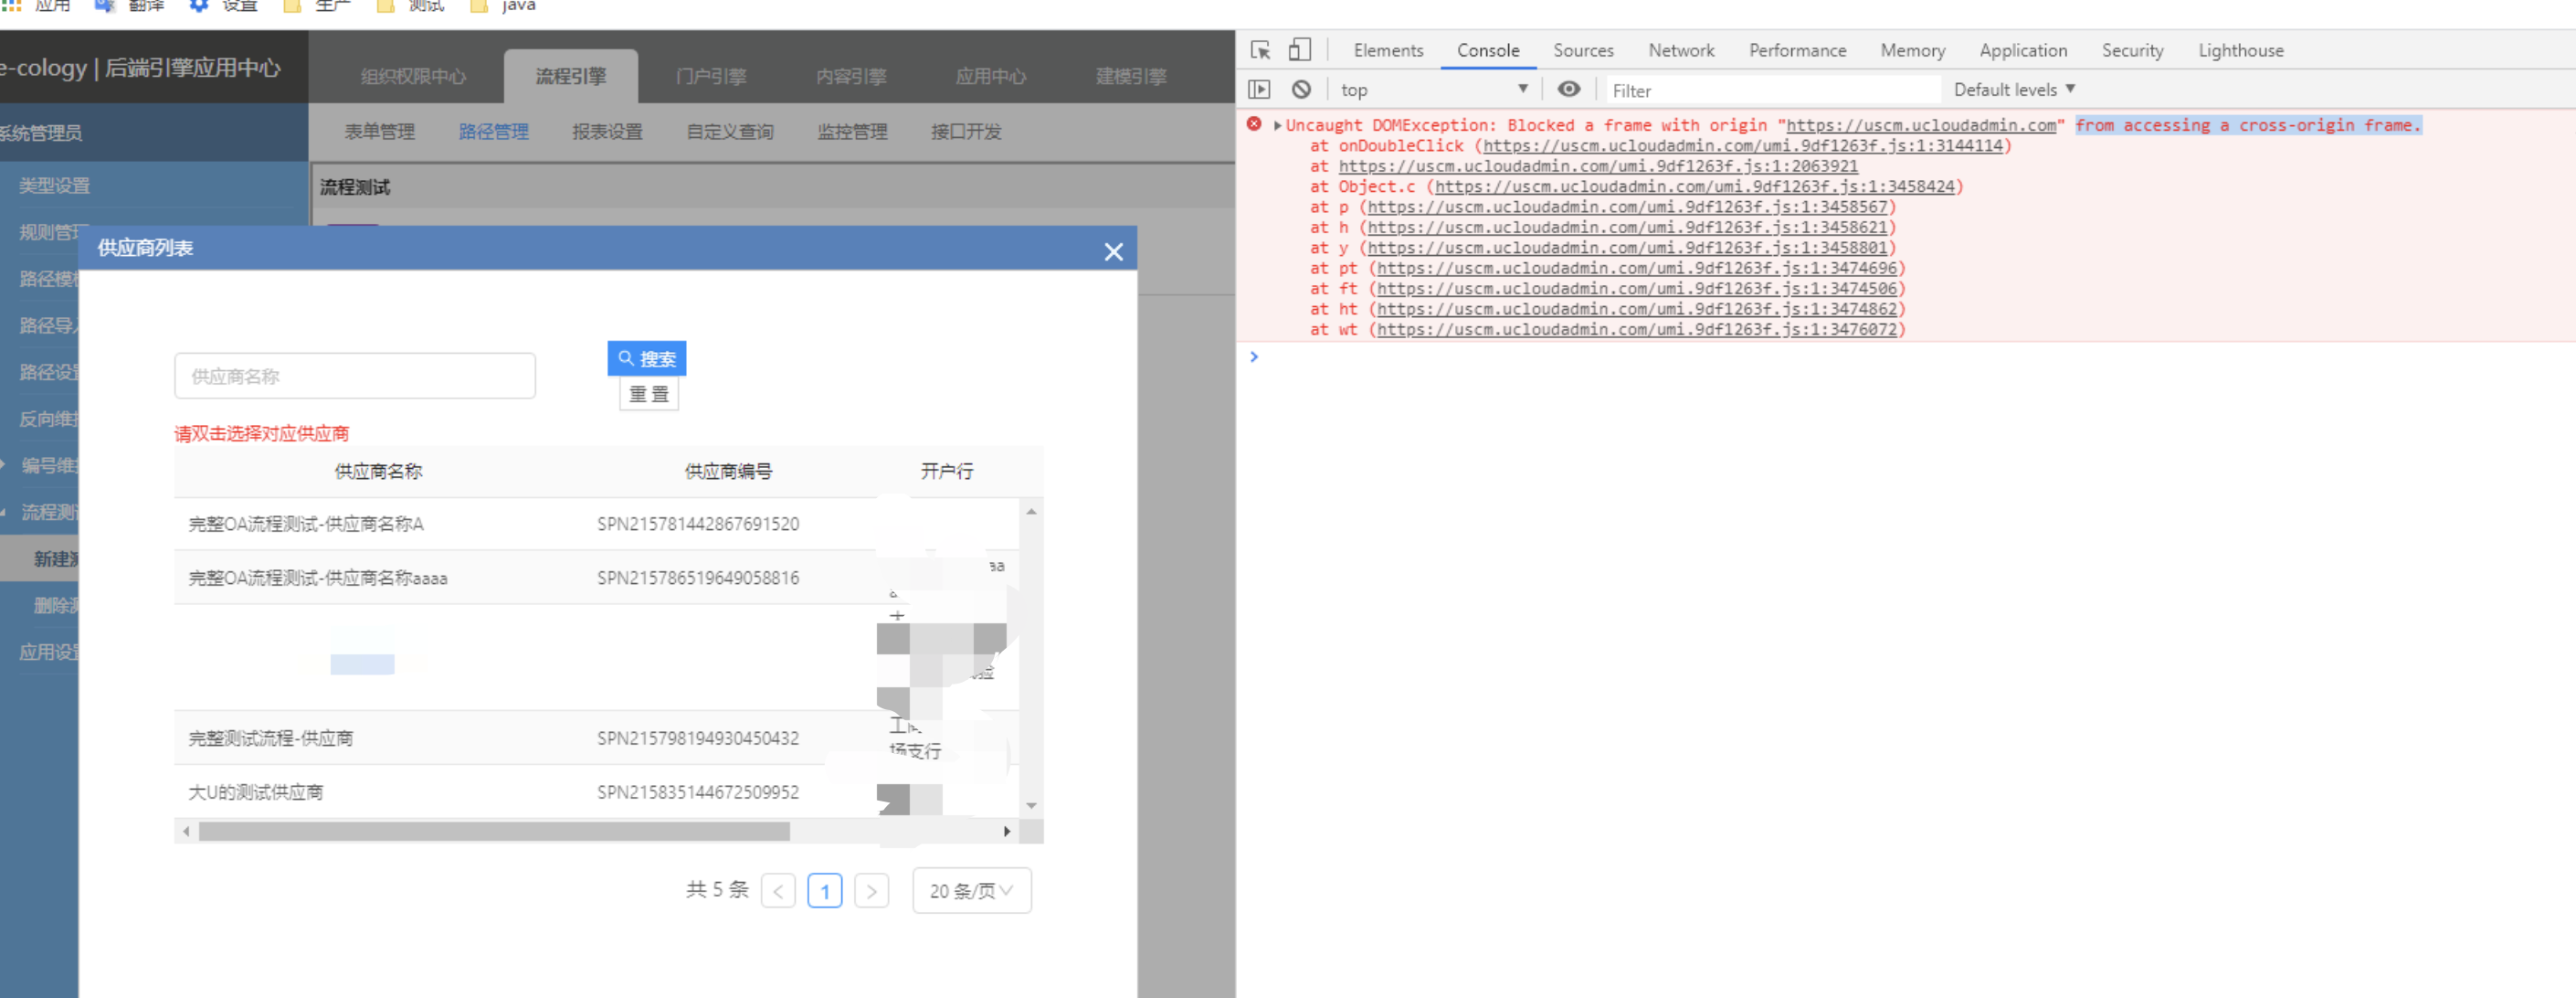 应用 翻译 设置 生产 测试 java
e-cology | 后端引擎应用中心
组织权限中心 流程引擎 门户引擎 内容引擎 应用中心 建模引擎
系统管理员
表单管理 路径管理 报表设置 自定义查询 监控管理 接口开发
类型设置
规则管理
路径模
路径导入
路径设置
反向维
编号维
流程测
新建
删除
应用设置
流程测试
供应商列表
供应商名称
搜索
重 置
请双击选择对应供应商
供应商名称 供应商编号 开户行
完整OA流程测试-供应商名称A SPN215781442867691520
完整OA流程测试-供应商名称aaaa SPN215786519649058816 aa
完整测试流程-供应商 SPN215798194930450432
场支行
大U的测试供应商 SPN215835144672509952
共 5 条 < 1 > 20 条/页
Elements Console Sources Network Performance Memory Application Security Lighthouse
top Filter Default levels
Uncaught DOMException: Blocked a frame with origin "https://uscm.ucloudadmin.com" from accessing a cross-origin frame.
at onDoubleClick (https://uscm.ucloudadmin.com/umi.9df1263f.js:1:3144114)
at https://uscm.ucloudadmin.com/umi.9df1263f.js:1:2063921
at Object.c (https://uscm.ucloudadmin.com/umi.9df1263f.js:1:3458424)
at p (https://uscm.ucloudadmin.com/umi.9df1263f.js:1:3458567)
at h (https://uscm.ucloudadmin.com/umi.9df1263f.js:1:3458621)
at y (https://uscm.ucloudadmin.com/umi.9df1263f.js:1:3458801)
at pt (https://uscm.ucloudadmin.com/umi.9df1263f.js:1:3474696)
at ft (https://uscm.ucloudadmin.com/umi.9df1263f.js:1:3474506)
at ht (https://uscm.ucloudadmin.com/umi.9df1263f.js:1:3474862)
at wt (https://uscm.ucloudadmin.com/umi.9df1263f.js:1:3476072)